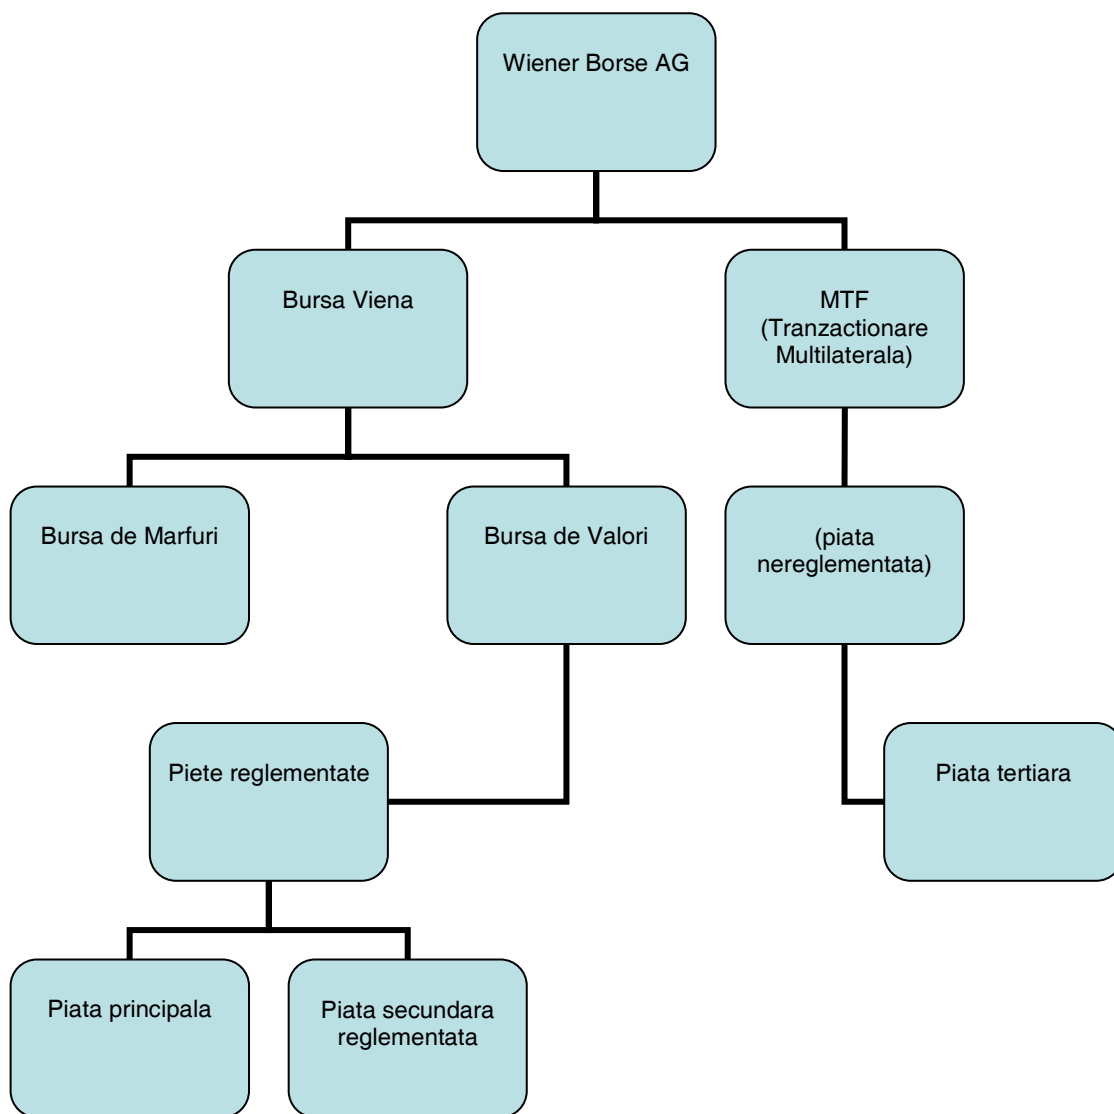 Wiener Borse AG
Bursa Viena
MTF
(Tranzactionare
Multilaterala)
Bursa de Marfuri
Bursa de Valori
(piata
nereglementata)
Piete reglementate
Piata tertiara
Piata principala
Piata secundara
reglementata